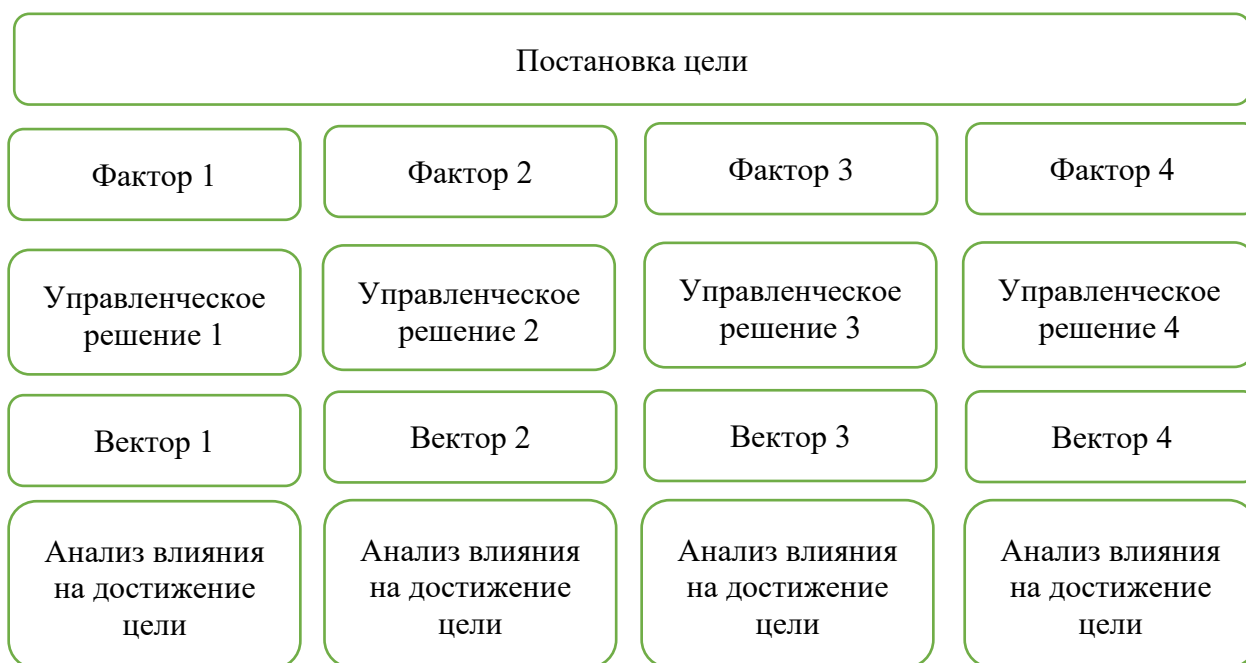 Постановка цели
Фактор 1
Фактор 2
Фактор 3
Фактор 4
Управленческое
решение 1
Управленческое
решение 2
Управленческое
решение 3
Управленческое
решение 4
Вектор 1
Вектор 2
Вектор 3
Вектор 4
Анализ влияния
на достижение
цели
Анализ влияния
на достижение
цели
Анализ влияния
на достижение
цели
Анализ влияния
на достижение
цели